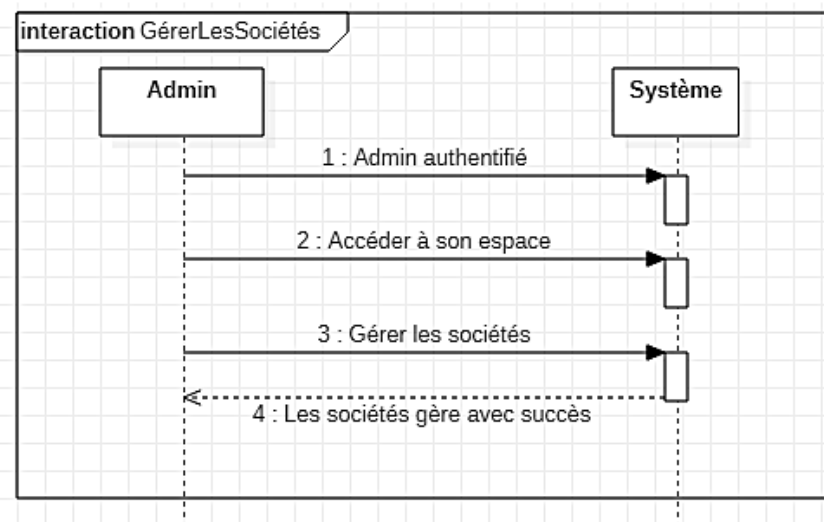 interaction GérerLesSociétés
Admin
Système
1 : Admin authentifié
2 : Accéder à son espace
3 : Gérer les sociétés
4 : Les sociétés gère avec succès